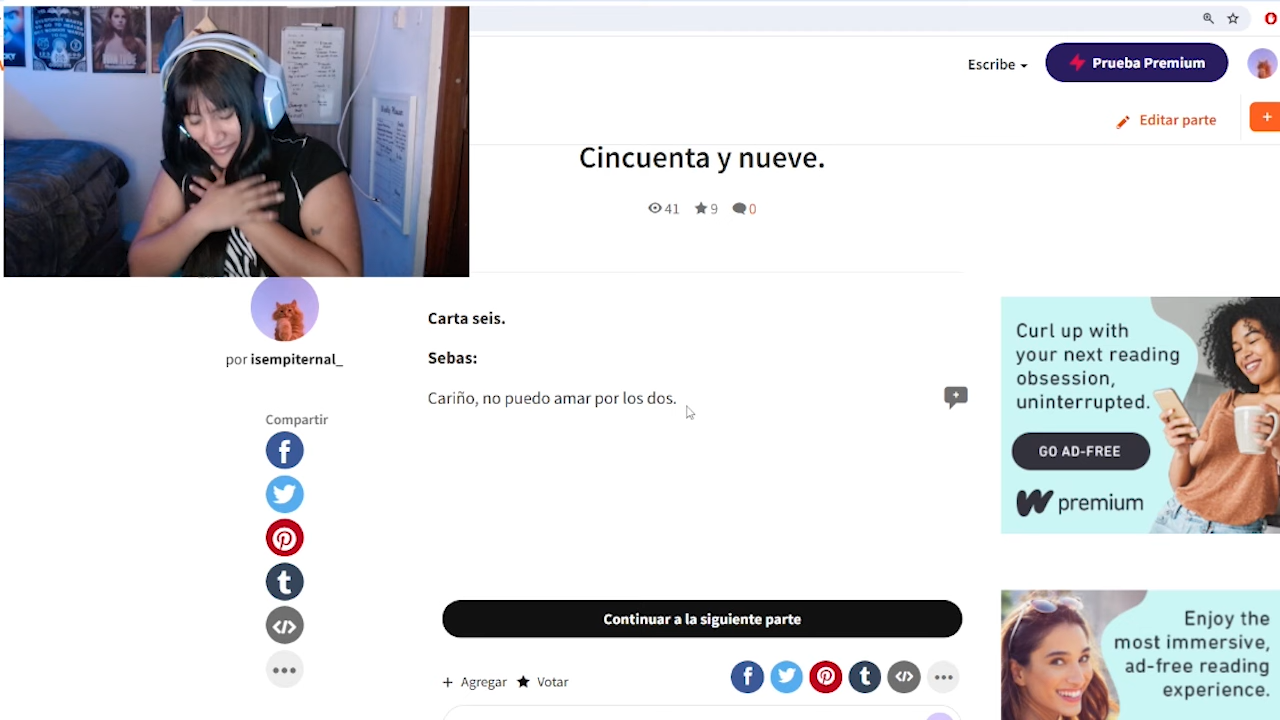 Escribe
Prueba Premium
Editar parte
Cincuenta y nueve.
41 9 0
por isempiternal_
Compartir
Carta seis.
Sebas:
Cariño, no puedo amar por los dos.
Curl up with
your next reading
obsession,
uninterrupted.
GO AD-FREE
premium
Continuar a la siguiente parte
Agregar
Votar
Enjoy the
most immersive,
ad-free reading
experience.